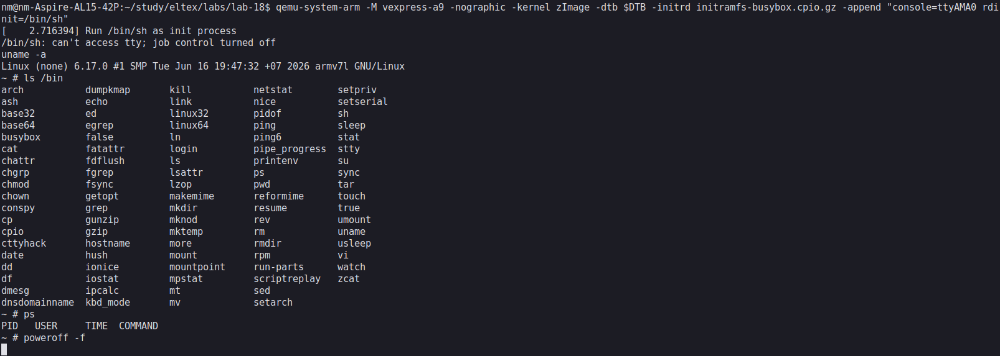 nm@nm-Aspire-AL15-42P:~/study/eltex/labs/lab-18$ qemu-system-arm -M vexpress-a9 -nographic -kernel zImage -dtb $DTB -initrd initramfs-busybox.cpio.gz -append "console=ttyAMA0 rdi
nit=/bin/sh"
[    2.716394] Run /bin/sh as init process
/bin/sh: can't access tty; job control turned off
uname -a
Linux (none) 6.17.0 #1 SMP Tue Jun 16 19:47:32 +07 2026 armv7l GNU/Linux
~ # ls /bin
arch           dumpkmap       kill           netstat        setpriv
ash            echo           link           nice           setserial
base32         ed             linux32        pidof          sh
base64         egrep          linux64        ping           sleep
busybox        false          ln             ping6          stat
cat            fatattr        login          pipe_progress  stty
chattr         fdflush        ls             printenv       su
chgrp          fgrep          lsattr         ps             sync
chmod          fsync          lzop           pwd            tar
chown          getopt         makemime       reformime      touch
conspy         grep           mkdir          resume         true
cp             gunzip         mknod          rev            umount
cpio           gzip           mktemp         rm             uname
cttyhack       hostname       more           rmdir          usleep
date           hush           mount          rpm            vi
dd             ionice         mountpoint     run-parts      watch
df             iostat         mpstat         scriptreplay   zcat
dmesg          ipcalc         mt             sed
dnsdomainname  kbd_mode       mv             setarch
~ # ps
PID   USER     TIME  COMMAND
~ # poweroff -f